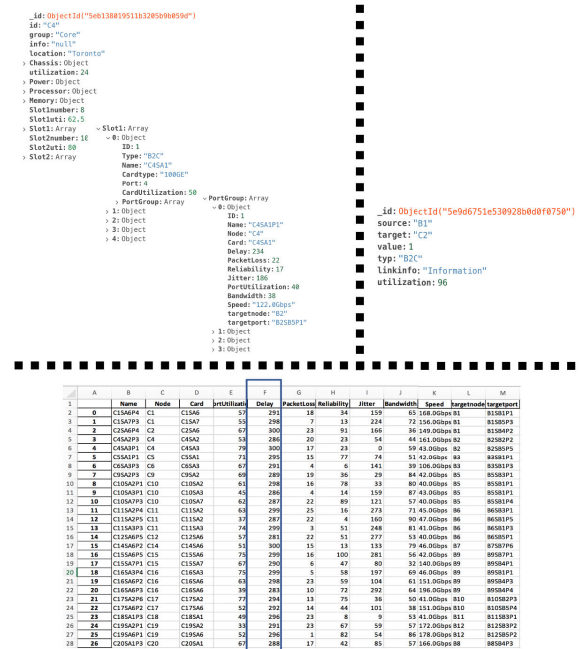 _id: ObjectId("5eb138019511b3205b9b059d")
id: "C4"
group: "Core"
info: "null"
location: "Toronto"
> Chassis: Object
utilization: 24
> Power: Object
> Processor: Object
> Memory: Object
Slot1number: 8
Slot1uti: 62.5
> Slot1: Array
Slot2number: 10
Slot2uti: 80
> Slot2: Array
Slot1: Array
0: Object
ID: 1
Type: "B2C"
Name: "C4SA1"
Cardtype: "100GE"
Port: 4
CardUtilization: 50
> PortGroup: Array
> 1: Object
> 2: Object
> 3: Object
> 4: Object
PortGroup: Array
0: Object
ID: 1
Name: "C4SA1P1"
Node: "C4"
Card: "C4SA1"
Delay: 234
PacketLoss: 22
Reliability: 17
Jitter: 186
PortUtilization: 40
Bandwidth: 38
Speed: "122.0Gbps"
targetnode: "B2"
targetport: "B2SB5P1"
> 1: Object
> 2: Object
> 3: Object
_id: ObjectId("5e9d6751e530928b0d0f0750")
source: "B1"
target: "C2"
value: 1
typ: "B2C"
linkinfo: "Information"
utilization: 96
A B C D E F G H I J K L M
1 Name Node Card ortUtilizatio Delay PacketLoss Reliability Jitter Bandwidth Speed targetnode targetport
2 0 C1SA6P4 C1 C1SA6 57 291 18 34 159 65 168.0Gbps B1 B1SB1P1
3 1 C1SA7P3 C1 C1SA7 55 298 7 13 224 72 156.0Gbps B1 B1SB5P3
4 2 C2SA6P4 C2 C2SA6 67 300 23 91 166 36 149.0Gbps B1 B1SB4P2
5 3 C4SA2P2 C4 C4SA2 53 286 20 23 54 44 161.0Gbps B2 B2SB2P2
6 4 C4SA3P1 C4 C4SA3 79 300 17 23 0 59 43.0Gbps B2 B2SB5P5
7 5 C5SA1P1 C5 C5SA1 71 295 15 77 74 51 42.0Gbps B3 B3SB1P1
8 6 C6SA3P3 C6 C6SA3 67 291 4 6 141 39 106.0Gbps B3 B3SB1P3
9 7 C9SA2P3 C9 C9SA2 69 289 19 36 29 84 42.0Gbps B5 B5SB3P1
10 8 C10SA2P1 C10 C10SA2 61 298 16 78 33 80 40.0Gbps B5 B5SB1P1
11 9 C10SA3P1 C10 C10SA3 45 286 4 14 159 87 43.0Gbps B5 B5SB1P1
12 10 C10SA7P3 C10 C10SA7 62 287 22 89 121 57 40.0Gbps B5 B5SB1P4
13 11 C11SA2P4 C11 C11SA2 63 299 25 16 273 71 45.0Gbps B6 B6SB3P1
14 12 C11SA2P5 C11 C11SA2 37 287 22 4 160 90 47.0Gbps B6 B6SB1P5
15 13 C11SA3P3 C11 C11SA3 74 299 3 51 248 81 41.0Gbps B6 B6SB1P3
16 14 C12SA6P5 C12 C12SA6 57 281 22 51 277 53 40.0Gbps B6 B6SB5P1
17 15 C14SA6P2 C14 C14SA6 51 300 15 13 133 79 46.0Gbps B7 B7SB7P6
18 16 C15SA6P5 C15 C15SA6 75 299 16 100 281 56 42.0Gbps B9 B9SB7P1
19 17 C15SA7P1 C15 C15SA7 67 290 6 47 80 32 140.0Gbps B9 B9SB4P1
20 18 C16SA3P4 C16 C16SA3 75 299 5 58 197 69 46.0Gbps B9 B9SB1P1
21 19 C16SA6P2 C16 C16SA6 63 298 23 59 104 61 151.0Gbps B9 B9SB4P3
22 20 C16SA6P3 C16 C16SA6 39 283 10 72 292 64 196.0Gbps B9 B9SB4P4
23 21 C17SA2P6 C17 C17SA2 77 294 13 75 36 50 41.0Gbps B10 B10SB2P3
24 22 C17SA6P2 C17 C17SA7 52 292 14 44 101 38 151.0Gbps B10 B10SB5P4
25 23 C18SA1P5 C18 C18SA1 49 296 23 8 9 53 41.0Gbps B11 B11SB3P1
26 24 C19SA2P1 C19 C19SA2 33 291 23 67 59 57 172.0Gbps B12 B12SB3P1
27 25 C19SA6P1 C19 C19SA6 52 296 1 82 54 86 178.0Gbps B12 B12SB5P2
28 26 C20SA1P3 C20 C20SA1 67 288 17 42 85 57 166.0Gbps B8 B8SB4P3